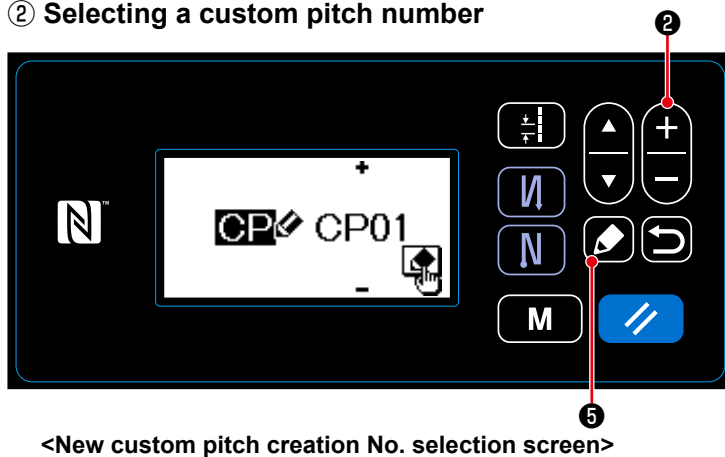 ② Selecting a custom pitch number
❷
+
+
−
N
CP CP01
N
N
−
M
❺
<New custom pitch creation No. selection screen>